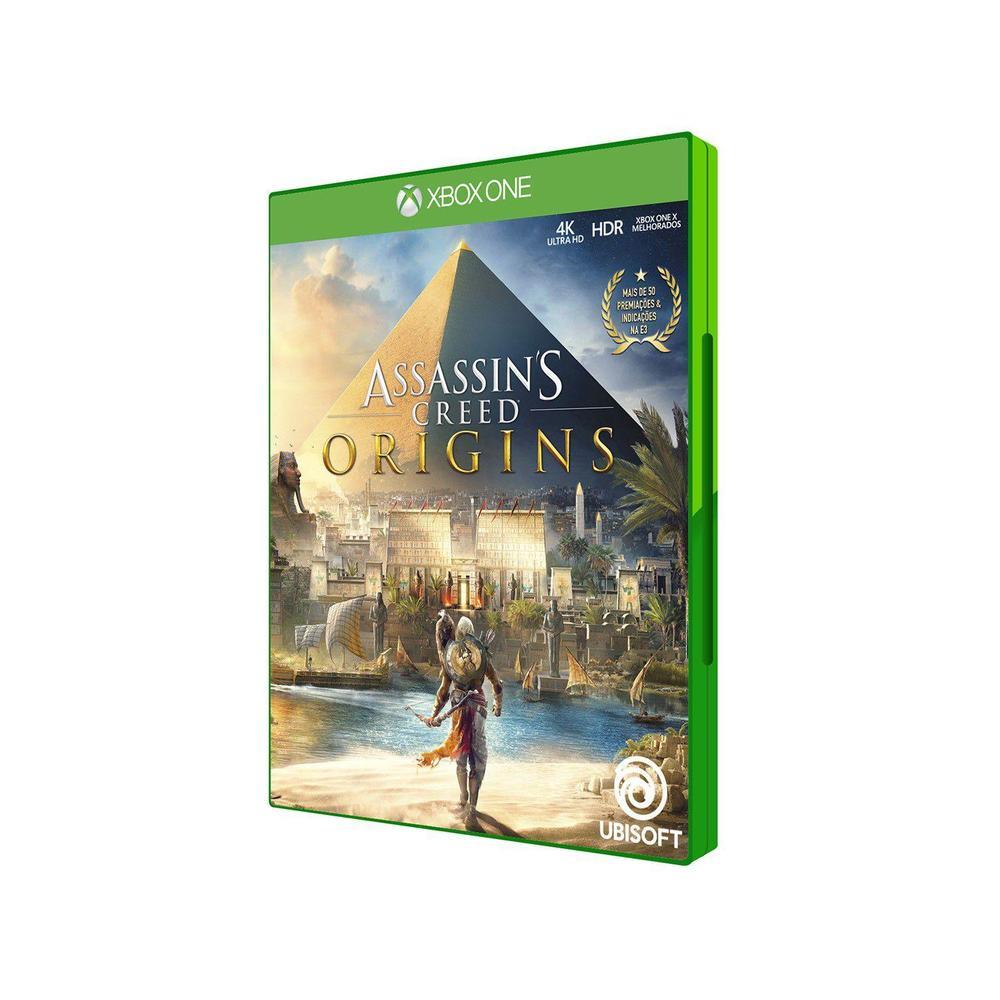 XBOX ONE
4K
ULTRA HD
HDR
XBOX ONE X
MELHORADOS
MAIS DE 50
PREMIAÇÕES &
INDICAÇÕES
NA E3
ASSASSIN'S
CREED
ORIGINS
UBISOFT